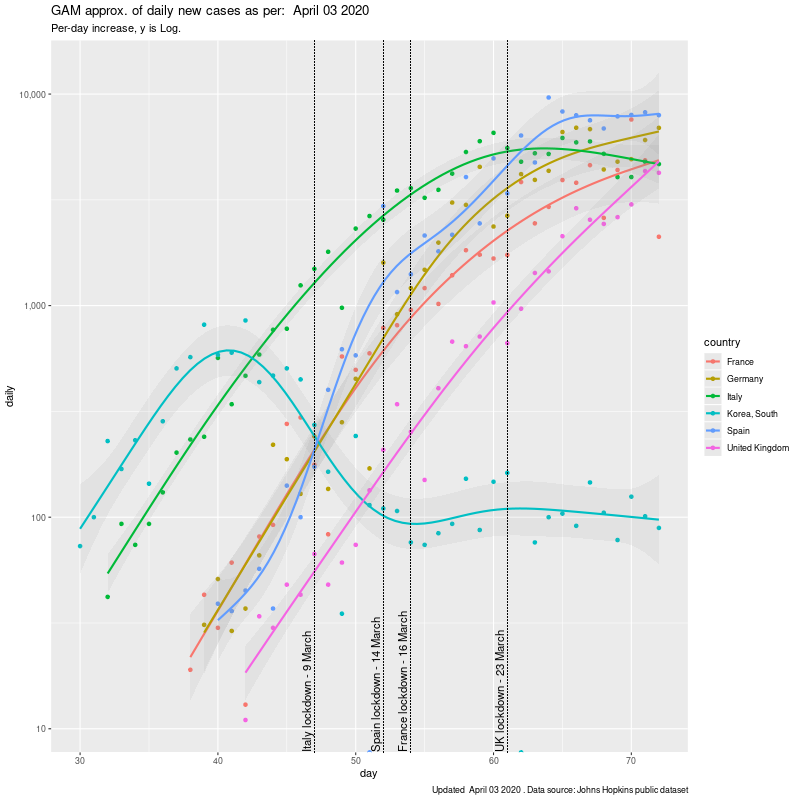 GAM approx. of daily new cases as per:  April 03 2020
Per-day increase, y is Log.
10,000
1,000
100
10
daily
Italy lockdown - 9 March
Spain lockdown - 14 March
France lockdown - 16 March
UK lockdown - 23 March
30
40
50
60
70
day
country
France
Germany
Italy
Korea, South
Spain
United Kingdom
Updated  April 03 2020 . Data source: Johns Hopkins public dataset